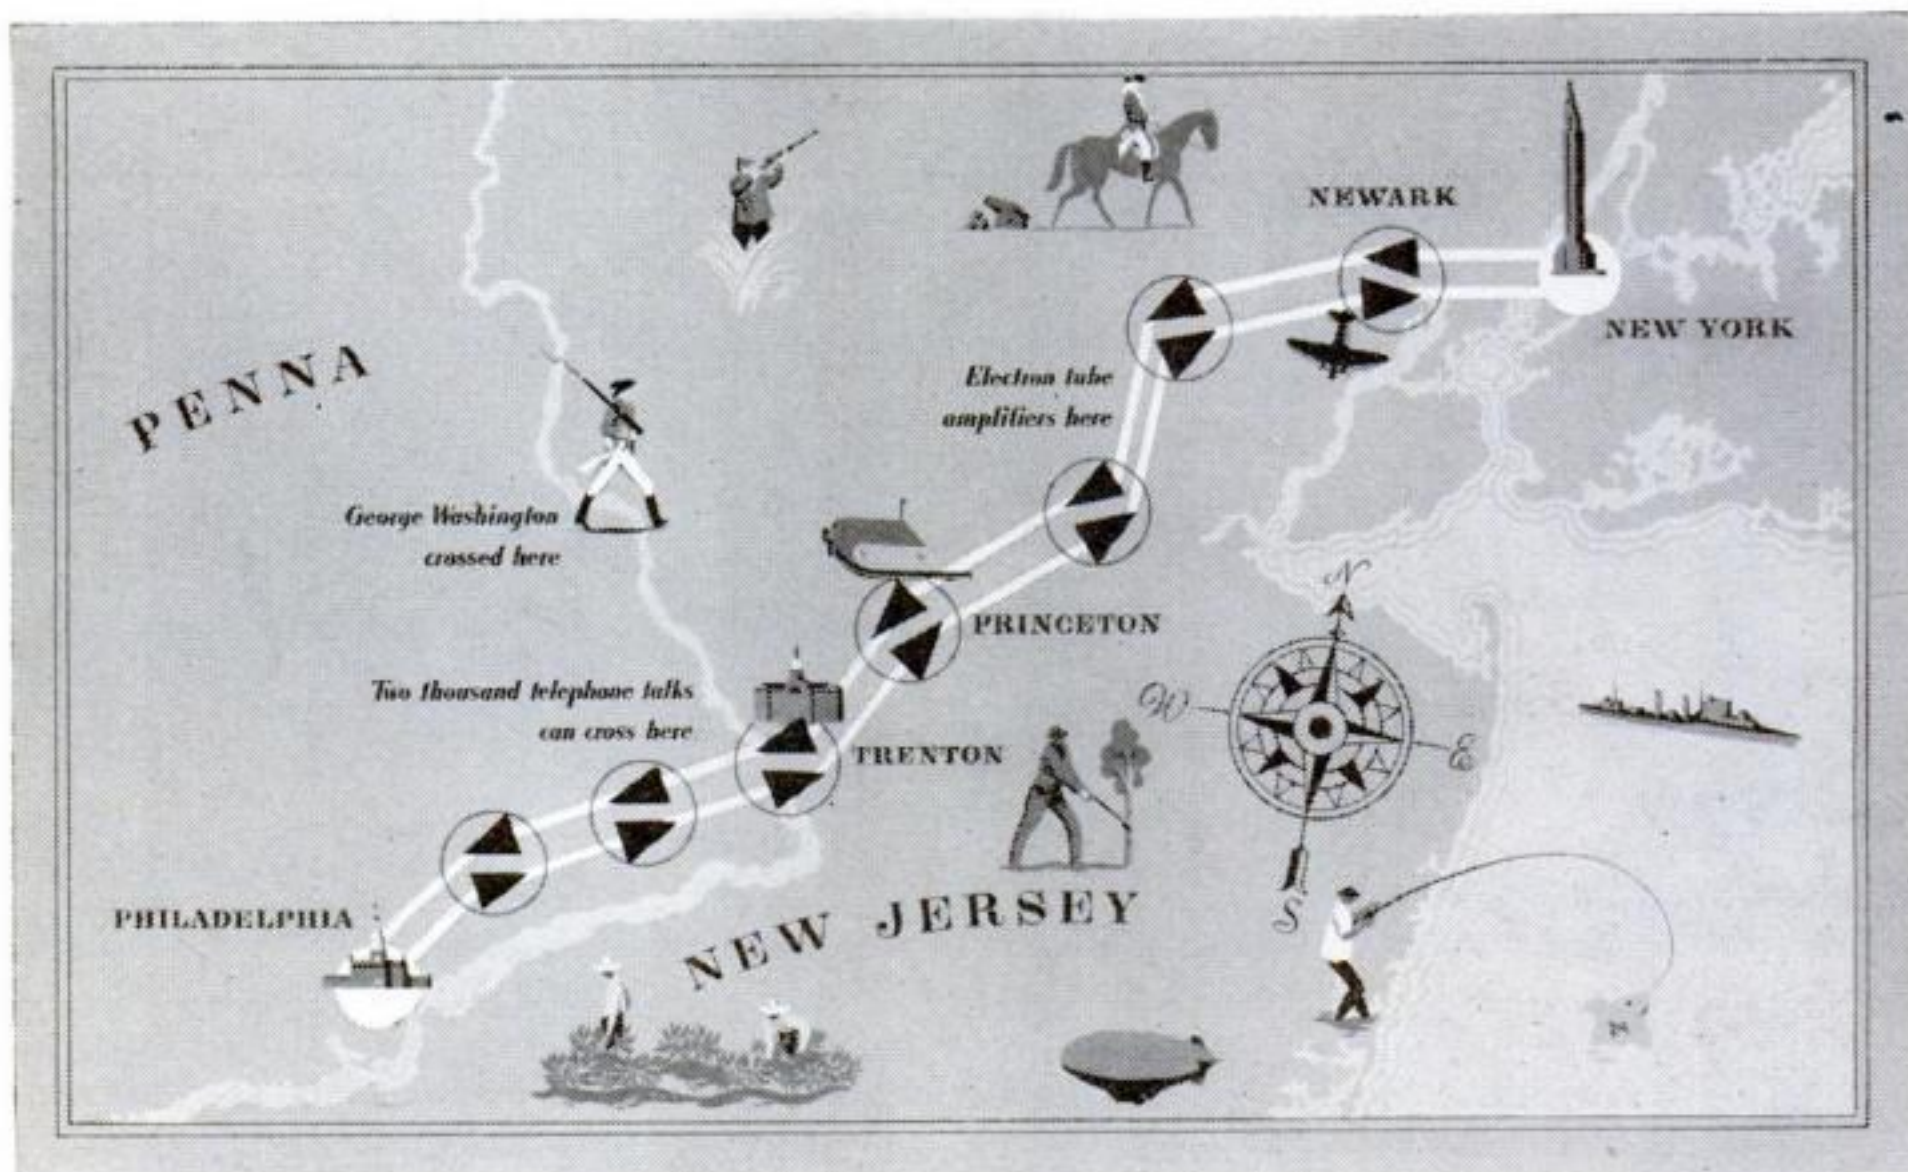 NEWARK
NEW YORK
PENNA
Electron tube
amplifiers here
George Washington
crossed here
N
PRINCETON
Two thousand telephone talks
can cross here
W
E
TRENTON
PHILADELPHIA
NEW JERSEY
S